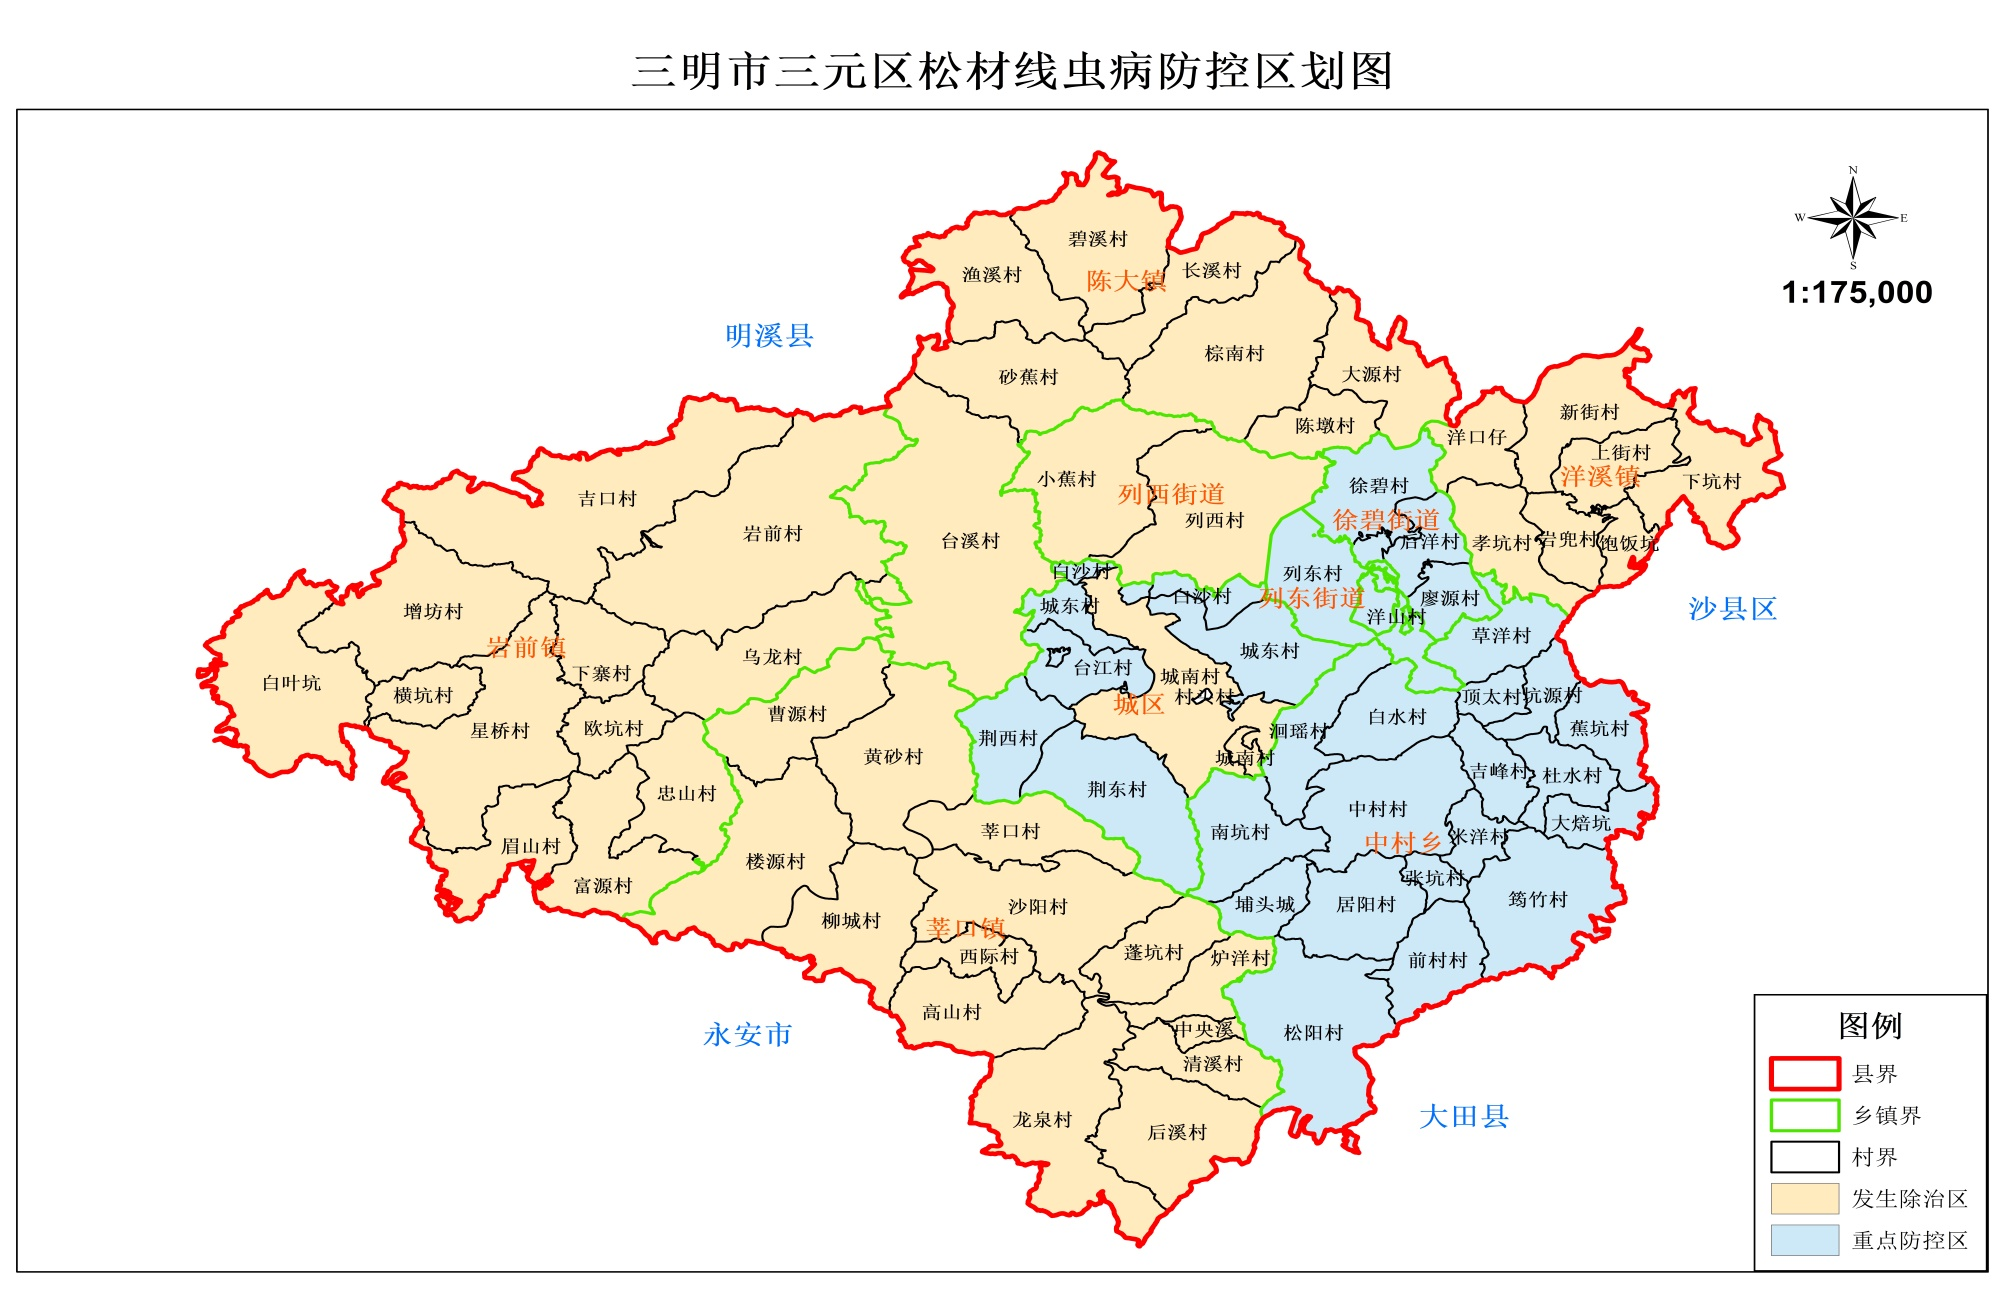 三明市三元区松材线虫病防控区划图
N
W
E
S
1:175,000
碧溪村
渔溪村
长溪村
陈大镇
明溪县
棕南村
砂蕉村
大源村
陈墩村
新街村
洋口仔
上街村
洋溪镇
下坑村
小蕉村
徐碧村
列西街道
吉口村
列西村
徐碧街道
岩前村
台溪村
后洋村
孝坑村
岩兜村
饱饭坑
白沙村
列东村
白沙村
列东街道
廖源村
城东村
沙县区
增坊村
洋山村
草洋村
岩前镇
城东村
乌龙村
台江村
下寨村
城南村
白叶坑
横坑村
村头村
顶太村
坑源村
城区
曹源村
白水村
星桥村
欧坑村
洄瑶村
蕉坑村
荆西村
黄砂村
城南村
吉峰村
杜水村
荆东村
忠山村
中村村
大焙坑
莘口村
南坑村
米洋村
中村乡
眉山村
楼源村
张坑村
富源村
筠竹村
沙阳村
埔头城
居阳村
柳城村
莘口镇
蓬坑村
西际村
炉洋村
前村村
高山村
中央溪
松阳村
永安市
清溪村
龙泉村
后溪村
大田县
图例
县界
乡镇界
村界
发生除治区
重点防控区